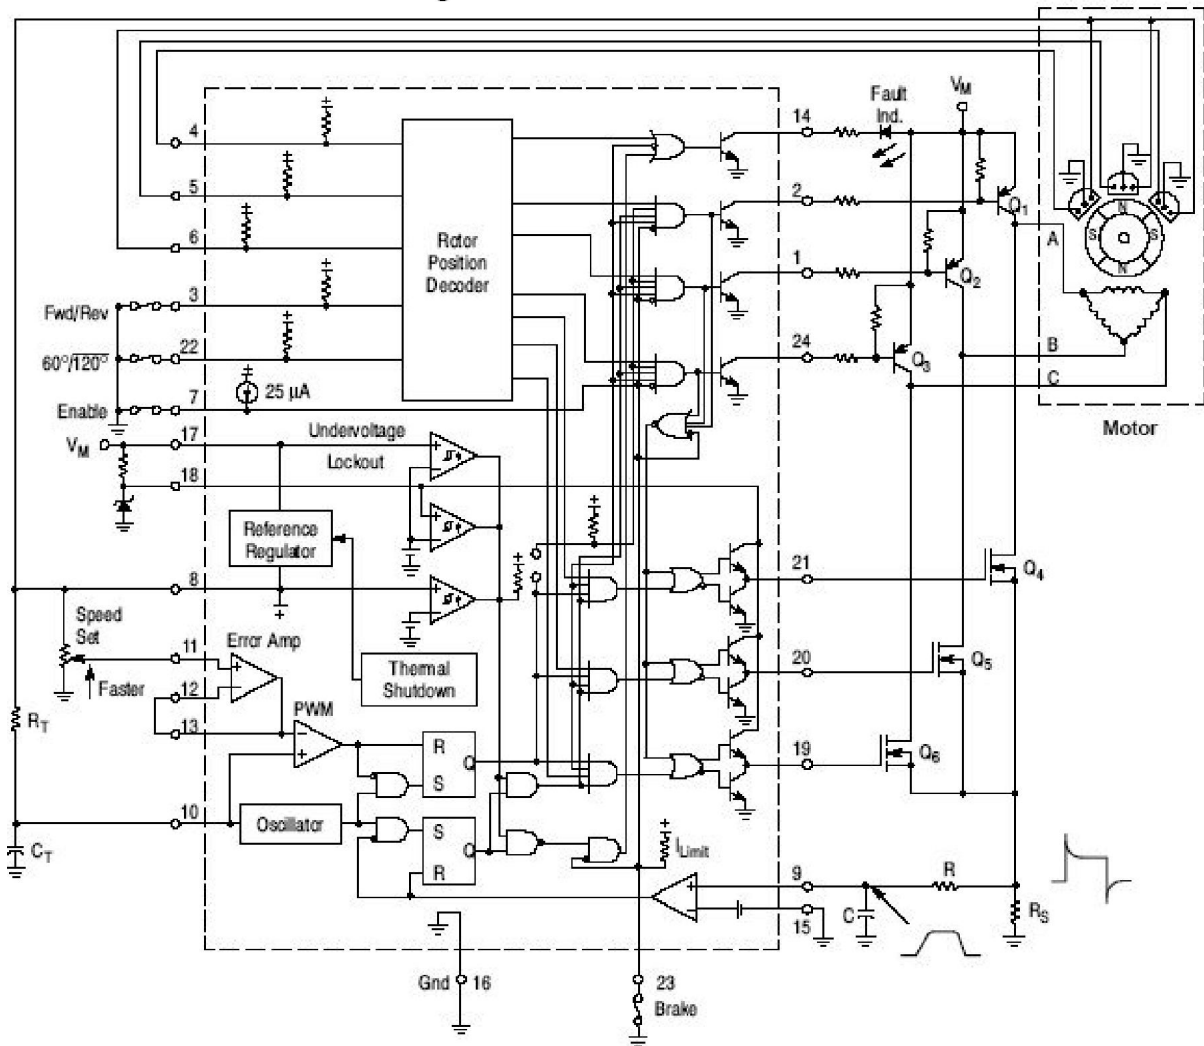 14
Fault
Ind.
VM
4
5
6
2
Q1
A
N
S
S
N
Rotor
Position
Decoder
1
Q2
3
Fwd/Rev
22
60°/120°
24
Q3
B
C
7
Enable
25 μA
Motor
VM
17
Undervoltage
Lockout
18
Reference
Regulator
21
Q4
8
Speed
Set
11
Error Amp
Faster
12
13
Thermal
Shutdown
20
Q5
RT
PWM
R
Q
S
19
Q6
10
Oscillator
S
Q
R
CT
ILimit
9
R
15
C
RS
Gnd
16
23
Brake